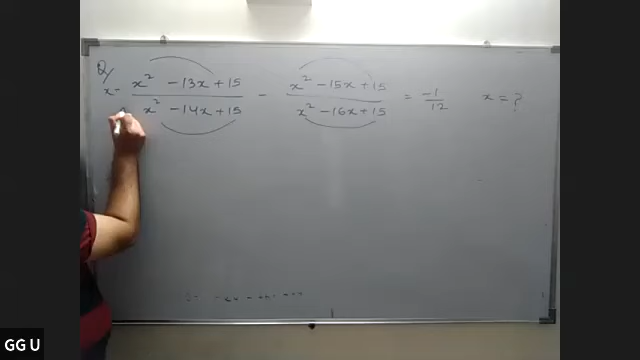 Q/
x- x² -13x+15 / x² -14x+15 - x² -15x+15 / x² -16x+15 = -1/12 x = ?
GG U